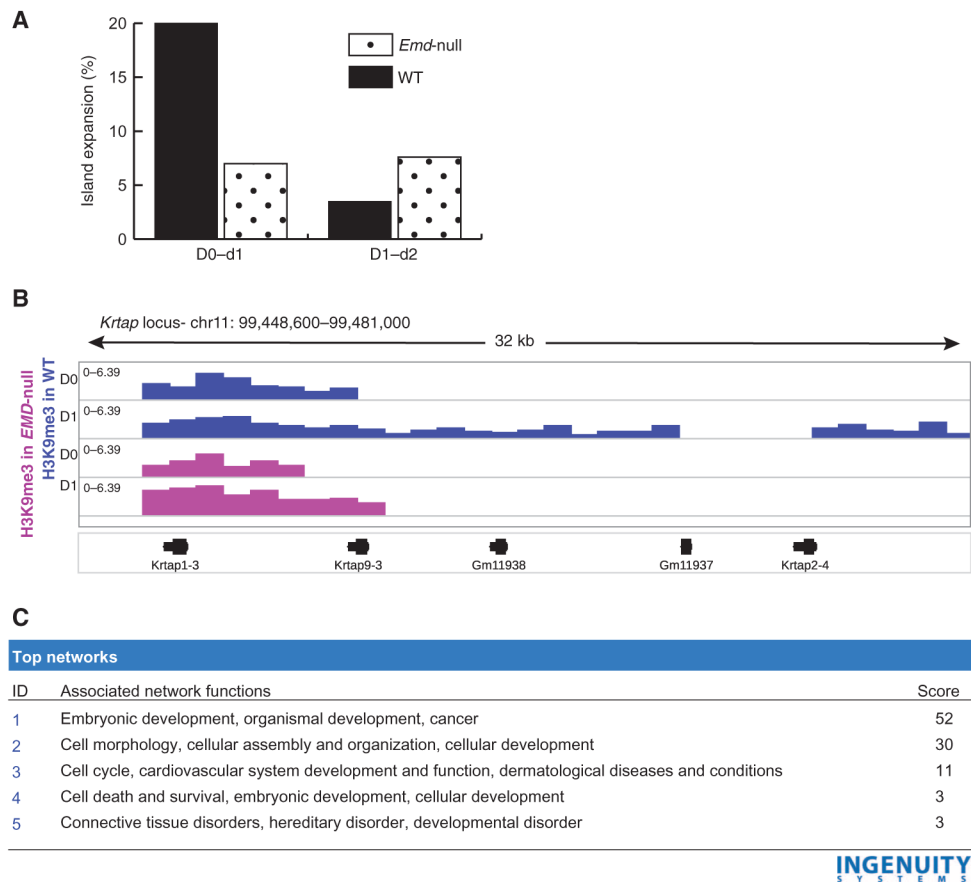 A
20
15
10
5
0
Island expansion (%)
Emd-null
WT
D0–d1
D1–d2
B
Krtap locus- chr11: 99,448,600–99,481,000
32 kb
H3K9me3 in EMD-null
H3K9me3 in WT
D0
0–6.39
D1
0–6.39
D0
0–6.39
D1
0–6.39
Krtap1-3
Krtap9-3
Gm11938
Gm11937
Krtap2-4
C
Top networks
ID Associated network functions Score
1 Embryonic development, organismal development, cancer 52
2 Cell morphology, cellular assembly and organization, cellular development 30
3 Cell cycle, cardiovascular system development and function, dermatological diseases and conditions 11
4 Cell death and survival, embryonic development, cellular development 3
5 Connective tissue disorders, hereditary disorder, developmental disorder 3
INGENUITY
SYSTEMS